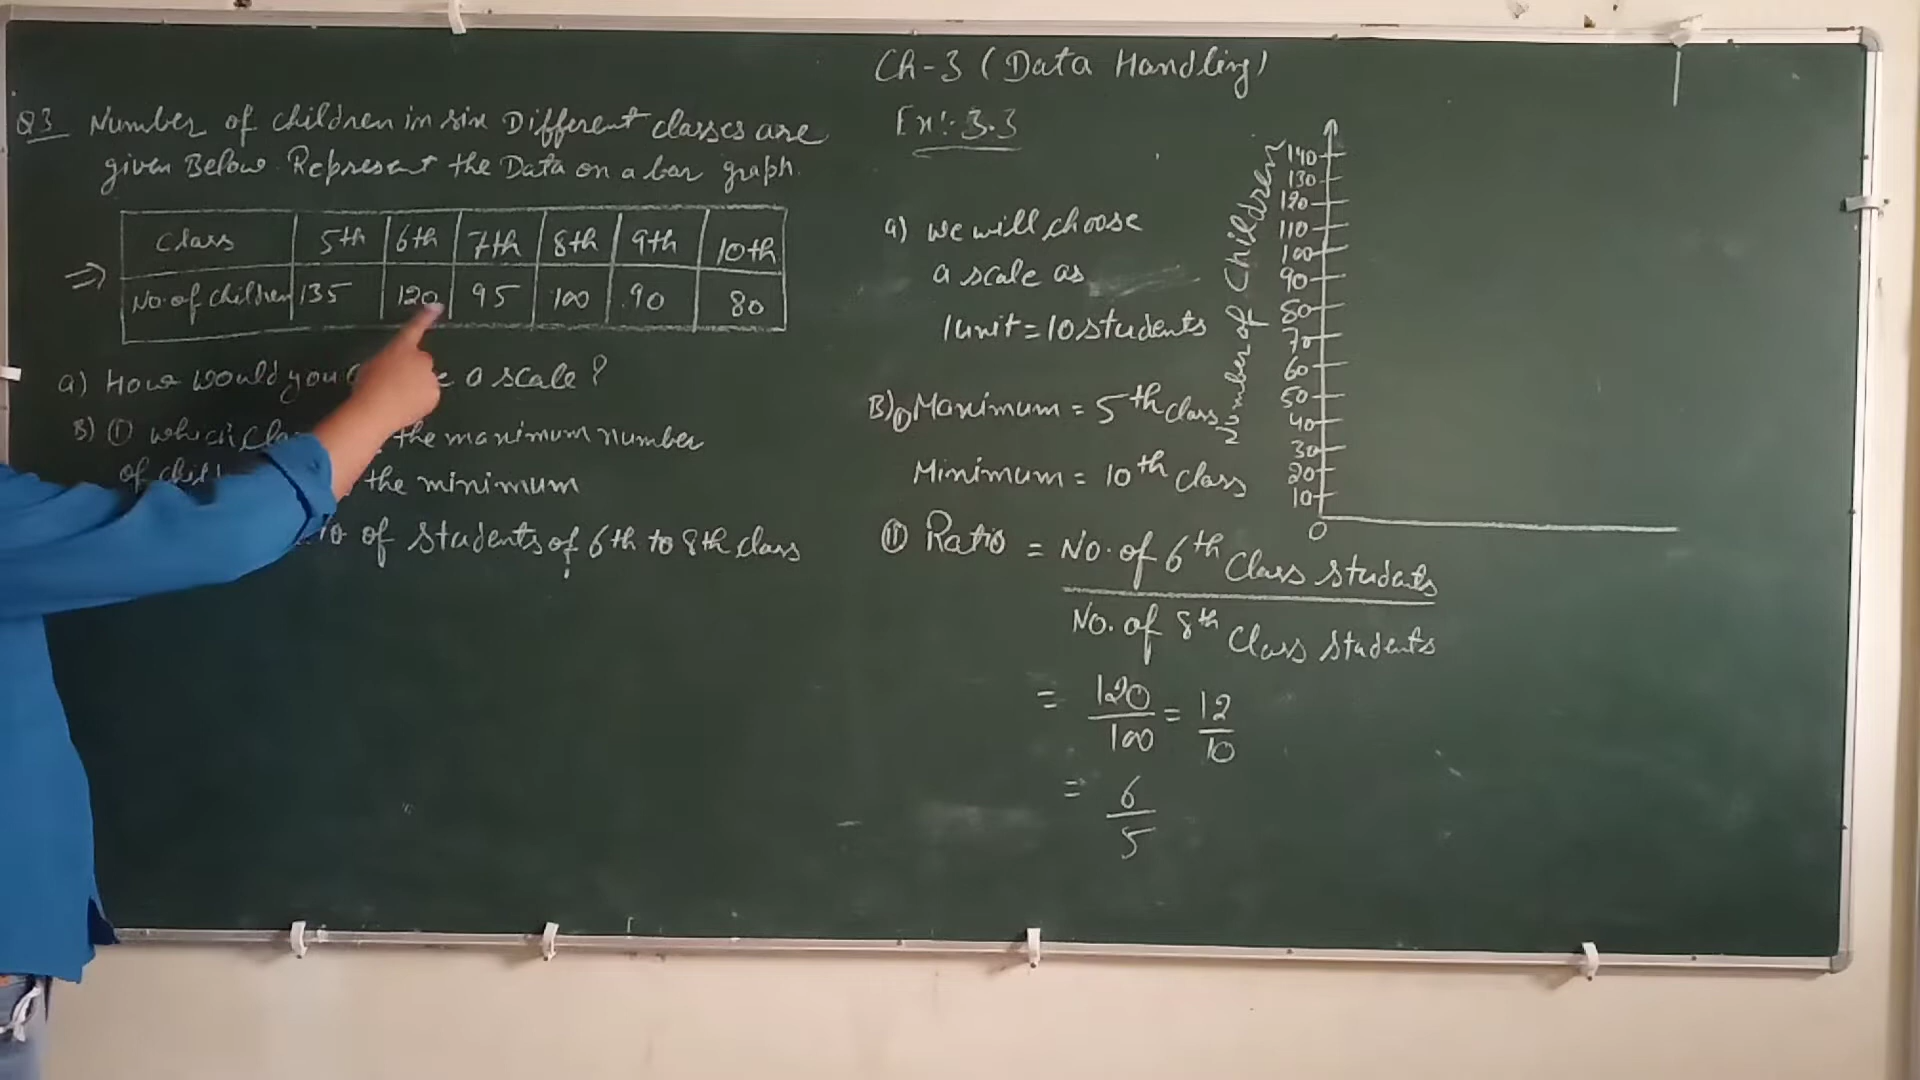 Ch-3 (Data Handling)
Ex:- 3.3
Q3 Number of children in six Different classes are
given Below. Represent the Data on a bar graph.
Class 5th 6th 7th 8th 9th 10th
⇒ No. of children 135 120 95 100 90 80
a) How would you a scale?
B) (i) which the maximum number
of the minimum
of students of 6th to 8th class
a) we will choose
a scale as
1 unit = 10 students
B) (i) Maximum = 5th class
Minimum = 10th class
(ii) Ratio = No. of 6th Class students
No. of 8th Class students
= 120/100 = 12/10
= 6/5
Number of Children
140
130
120
110
100
90
80
70
60
50
40
30
20
10
0